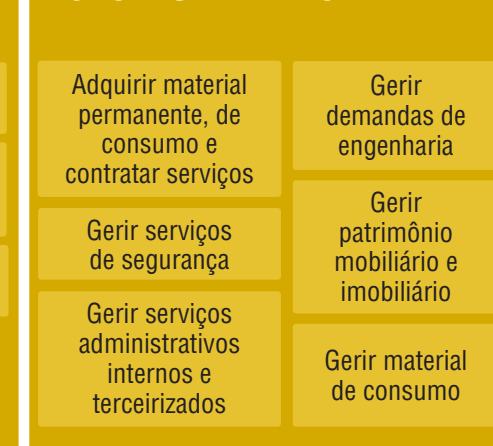 Adquirir material
permanente, de
consumo e
contratar serviços
Gerir serviços
de segurança
Gerir serviços
administrativos
internos e
terceirizados
Gerir
demandas de
engenharia
Gerir
patrimônio
mobiliário e
imobiliário
Gerir material
de consumo